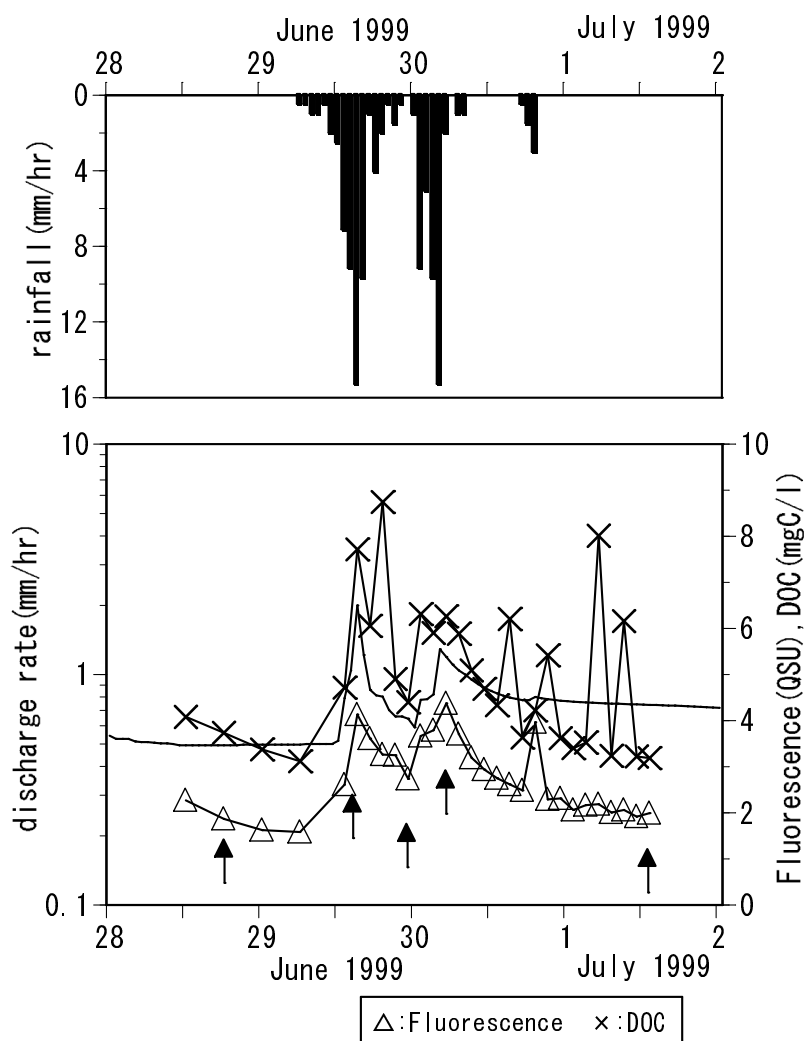 June 1999 July 1999
28 29 30 1 2
rainfall(mm/hr)
0
4
8
12
16
discharge rate(mm/hr)
10
1
0.1
Fluorescence(QSU), DOC(mgC/l)
10
8
6
4
2
0
28 29 30 1 2
June 1999 July 1999
△:Fluorescence ×:DOC